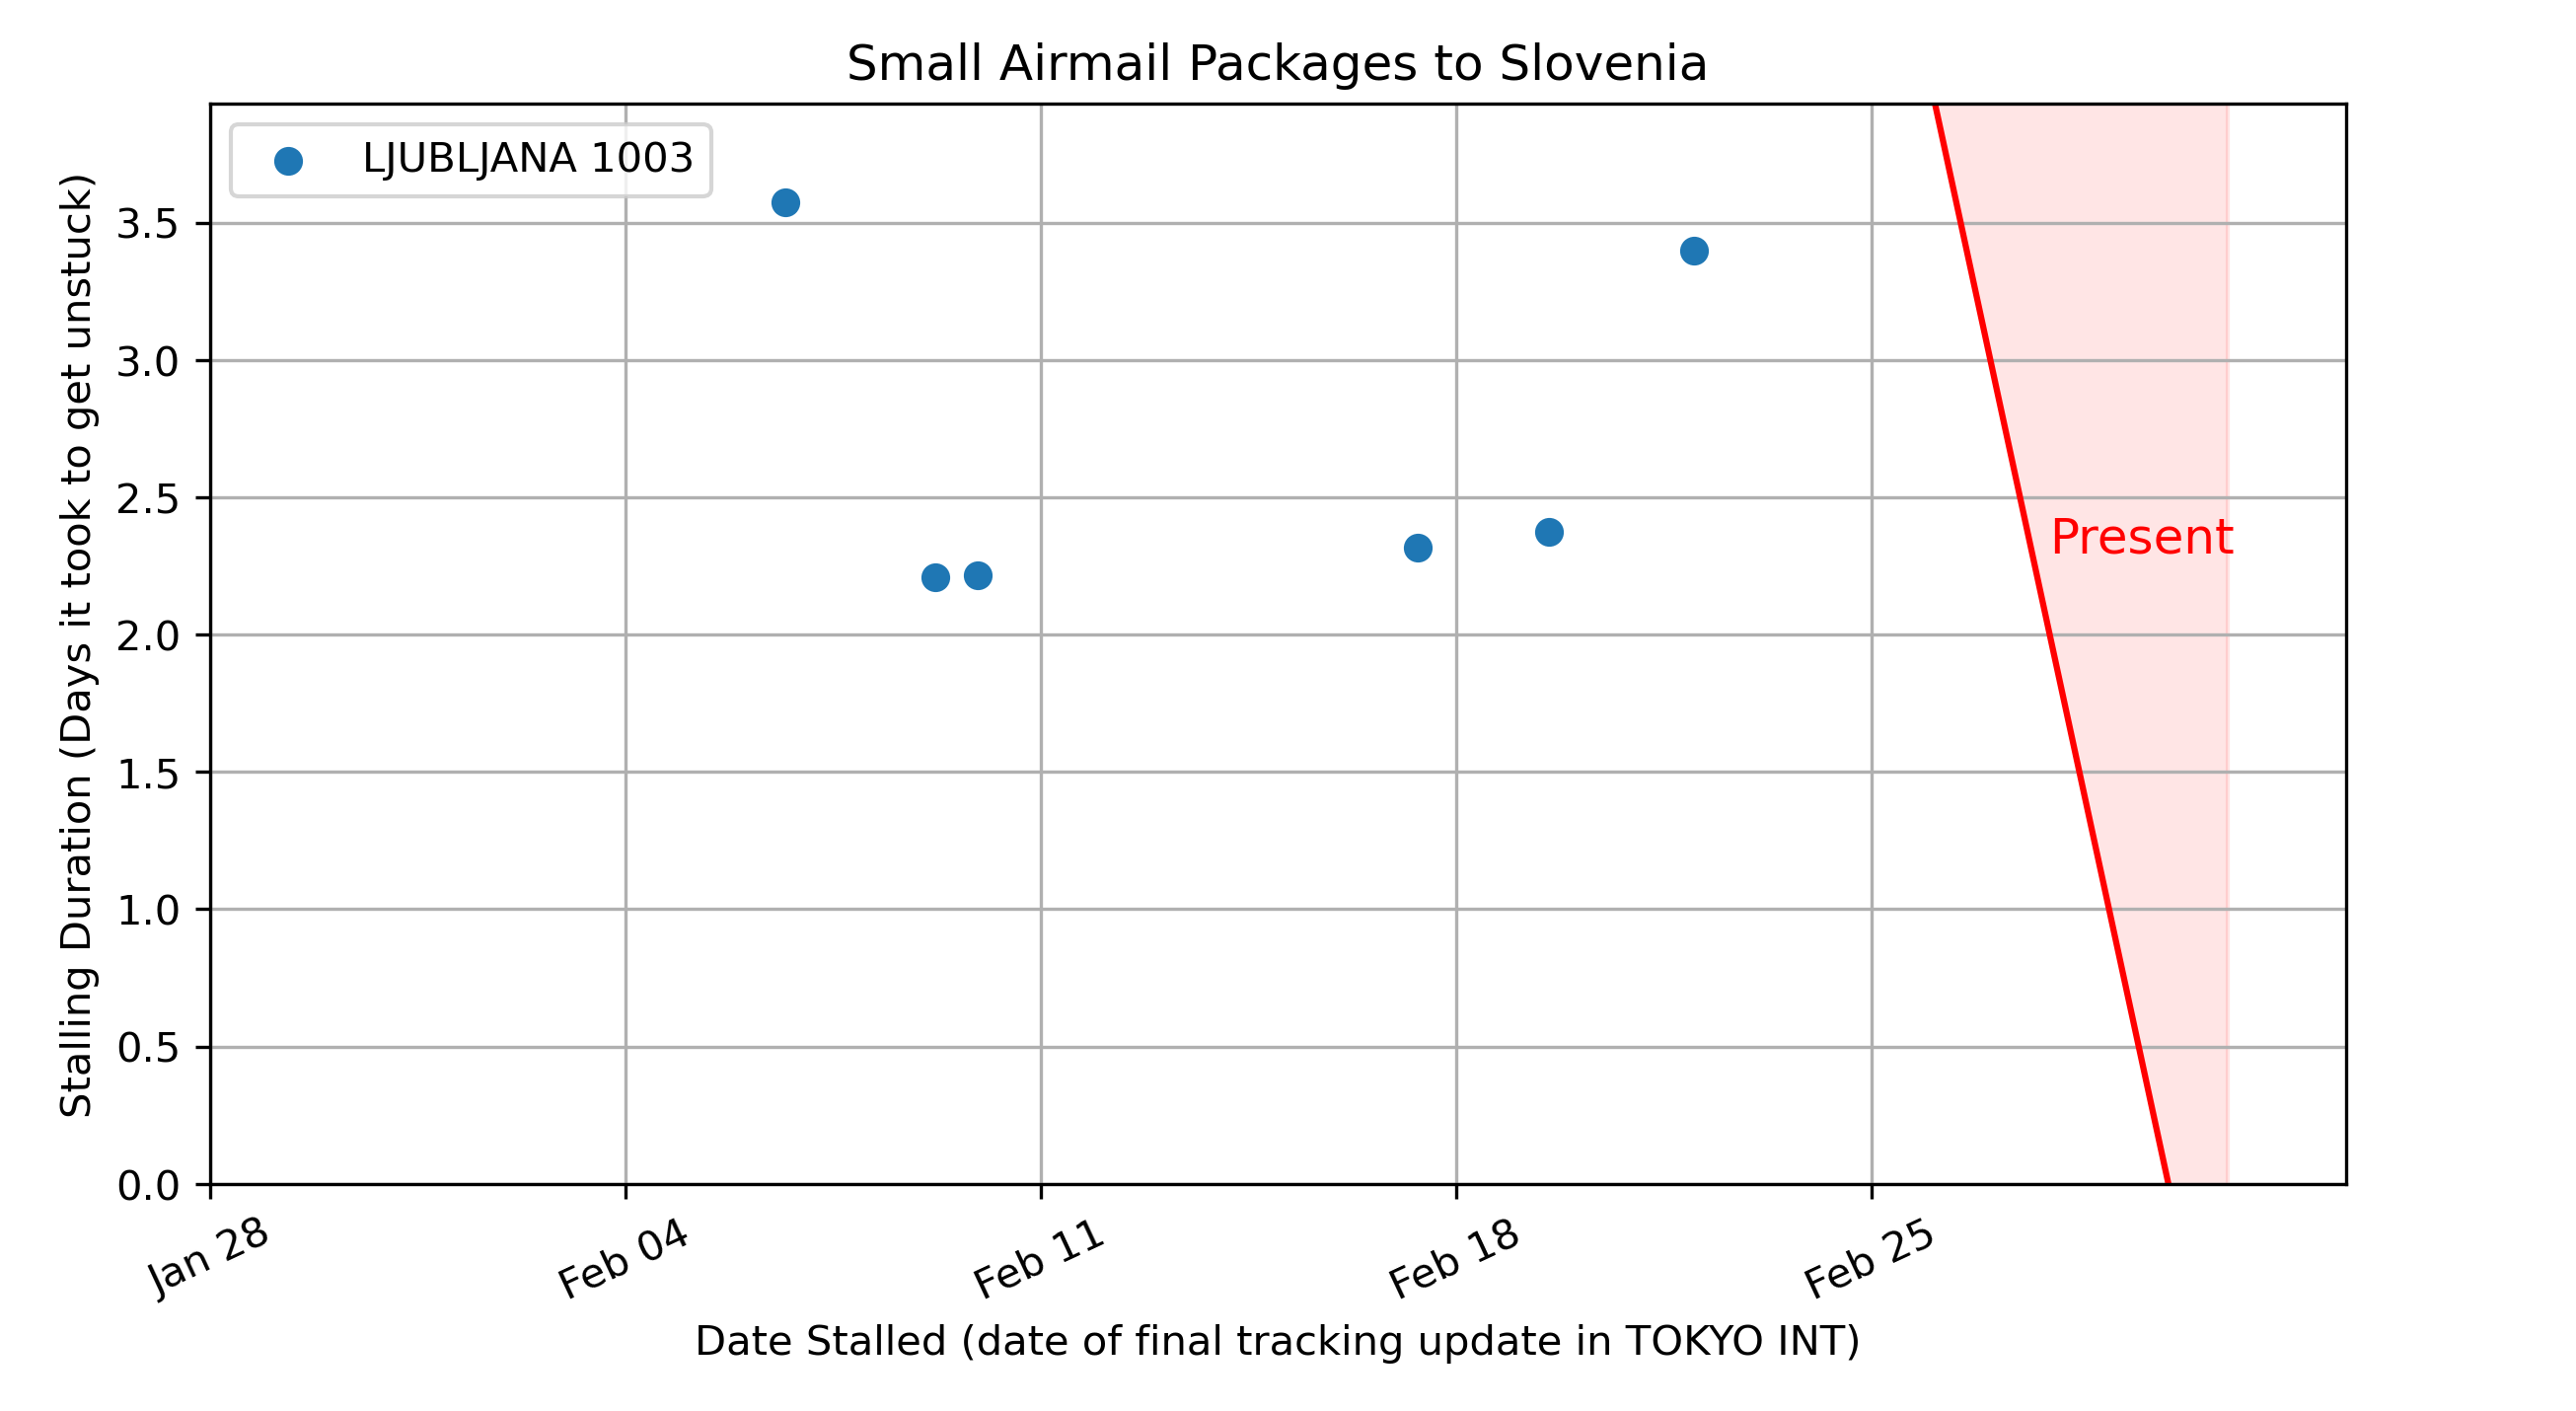 Small Airmail Packages to Slovenia
LJUBLJANA 1003
Stalling Duration (Days it took to get unstuck)
3.5
3.0
2.5
2.0
1.5
1.0
0.5
0.0
Present
Jan 28
Feb 04
Feb 11
Feb 18
Feb 25
Date Stalled (date of final tracking update in TOKYO INT)